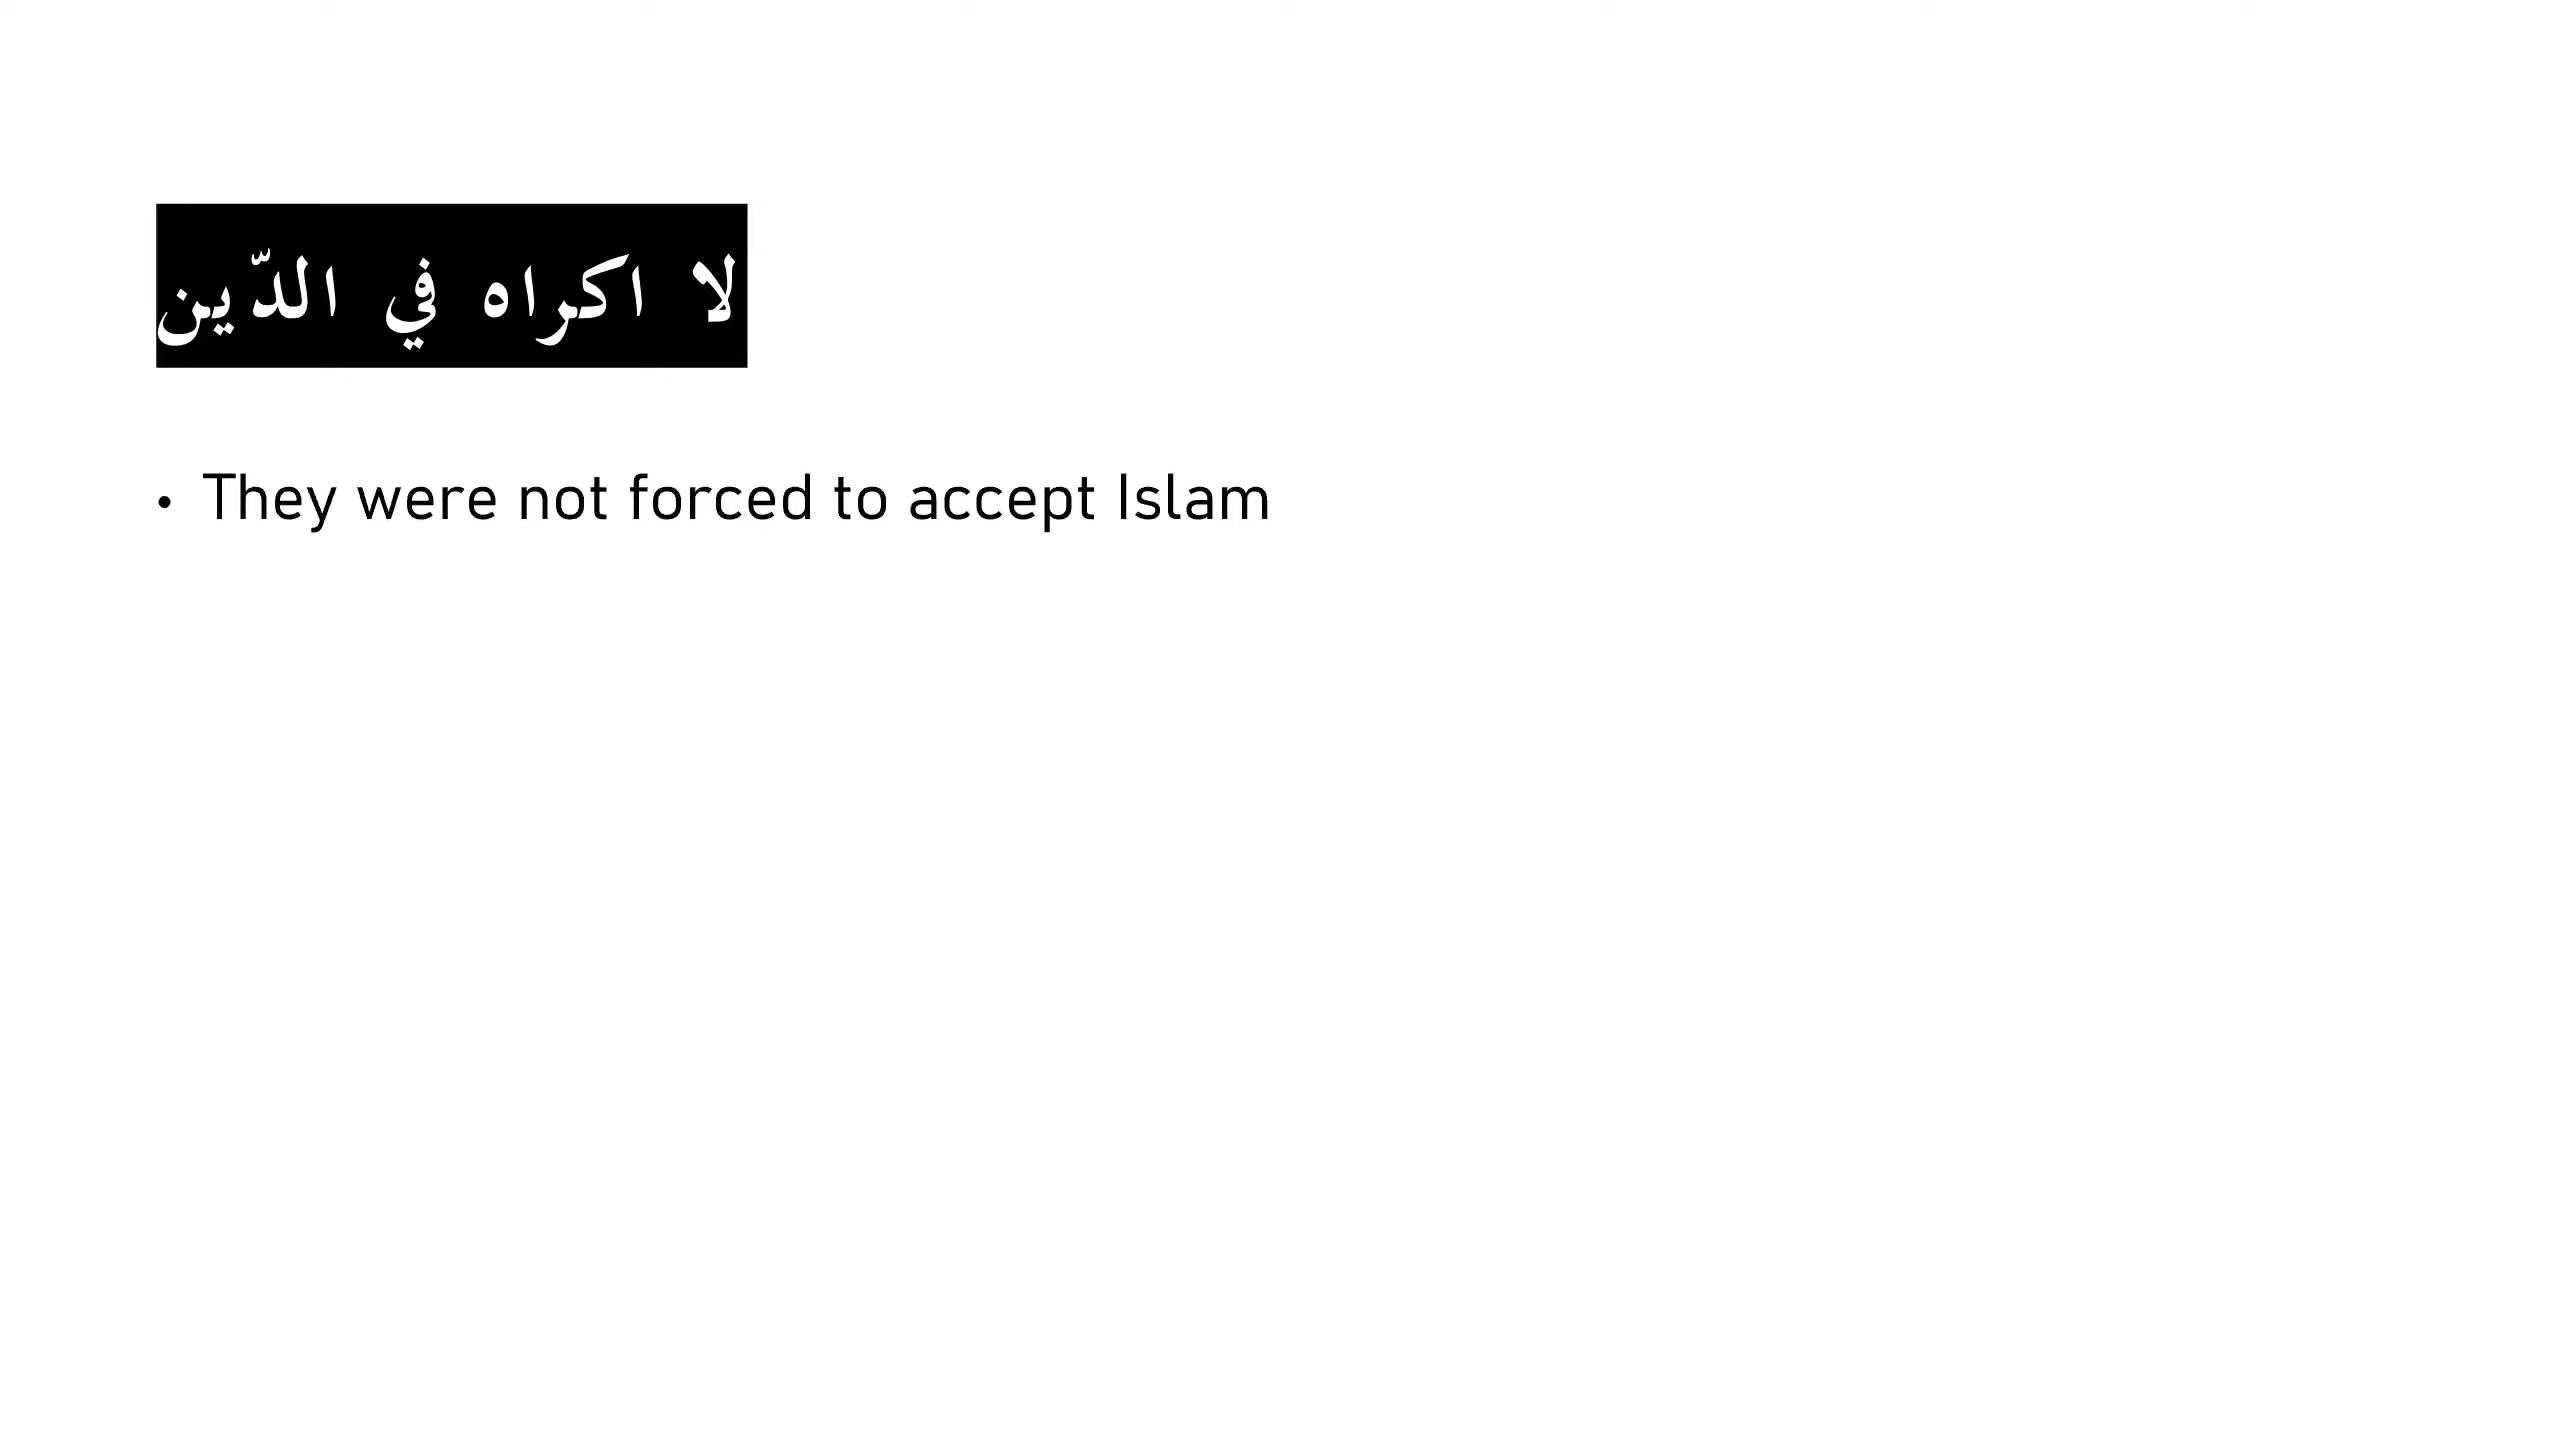 لا اكراه في الدّين
• They were not forced to accept Islam